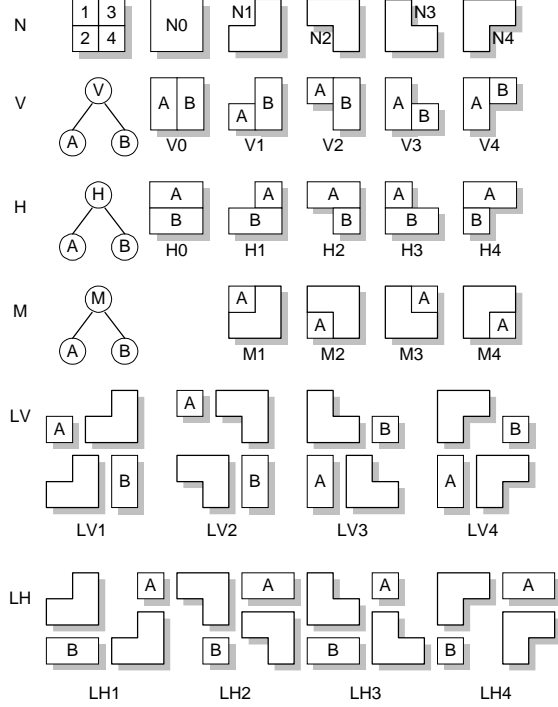 N 1 3 N0 N1 N3
2 4 N2 N4
V V A B B A A B
A B A B B A
V0 V1 V2 V3 V4
H H A A A A A
A B B B B B B
H0 H1 H2 H3 H4
M M A A
A B A A
M1 M2 M3 M4
LV A A B B
B B A A
LV1 LV2 LV3 LV4
LH A A A A
B B B B
LH1 LH2 LH3 LH4